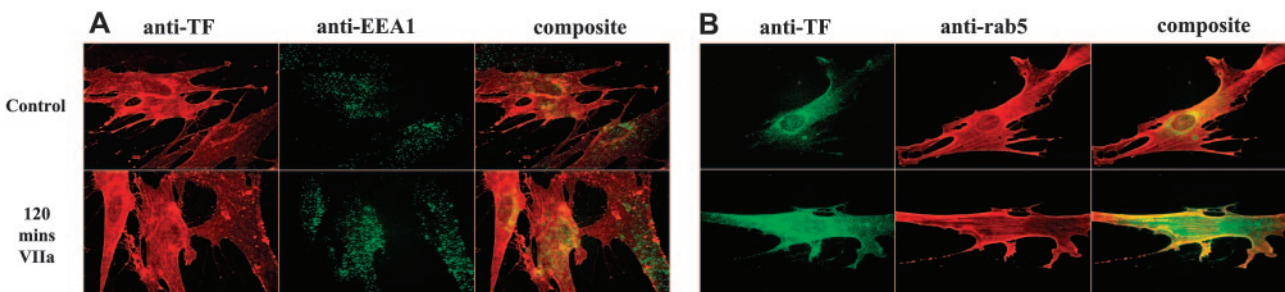 A
anti-TF anti-EEA1 composite
B
anti-TF anti-rab5 composite
Control
120
mins
VIIa